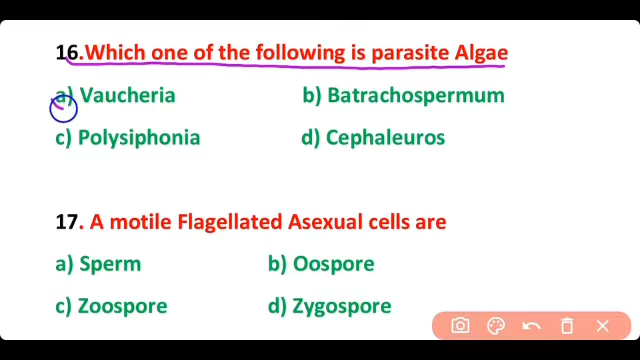 16.Which one of the following is parasite Algae
a) Vaucheria b) Batrachospermum
c) Polysiphonia d) Cephaleuros
17. A motile Flagellated Asexual cells are
a) Sperm b) Oospore
c) Zoospore d) Zygospore